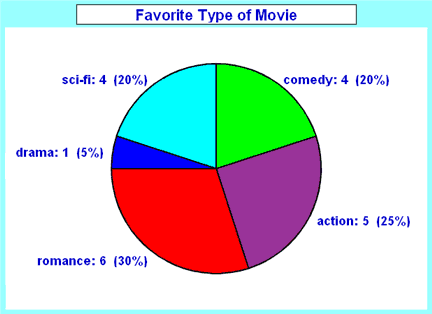 Favorite Type of Movie
sci-fi: 4 (20%)
comedy: 4 (20%)
drama: 1 (5%)
action: 5 (25%)
romance: 6 (30%)